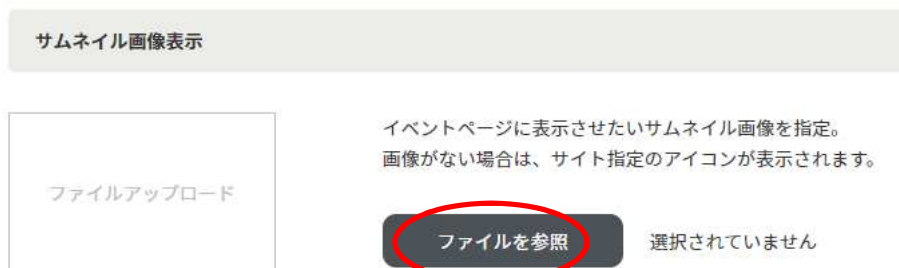 サムネイル画像表示
イベントページに表示させたいサムネイル画像を指定。
画像がない場合は、サイト指定のアイコンが表示されます。
ファイルアップロード
ファイルを参照
選択されていません